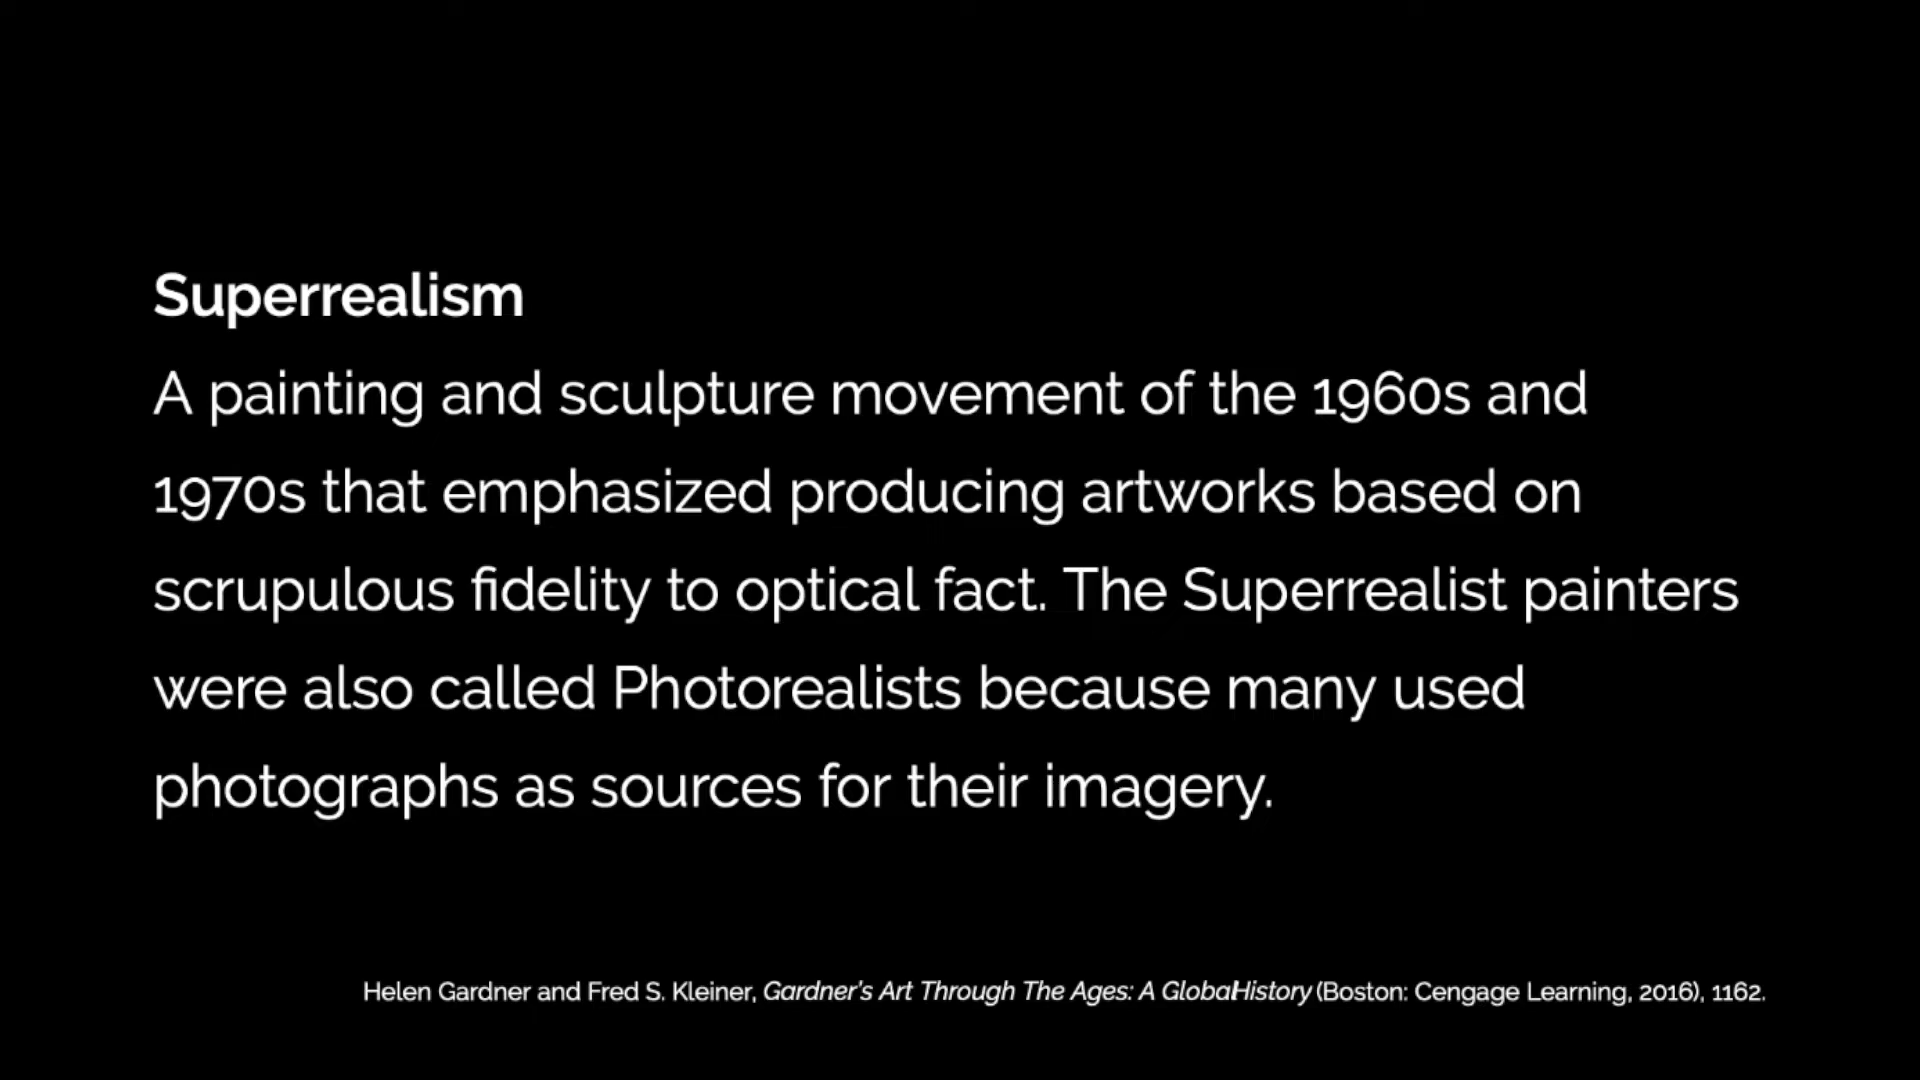 Superrealism
A painting and sculpture movement of the 1960s and
1970s that emphasized producing artworks based on
scrupulous fidelity to optical fact. The Superrealist painters
were also called Photorealists because many used
photographs as sources for their imagery.
Helen Gardner and Fred S. Kleiner, Gardner's Art Through The Ages: A Global History (Boston: Cengage Learning, 2016), 1162.